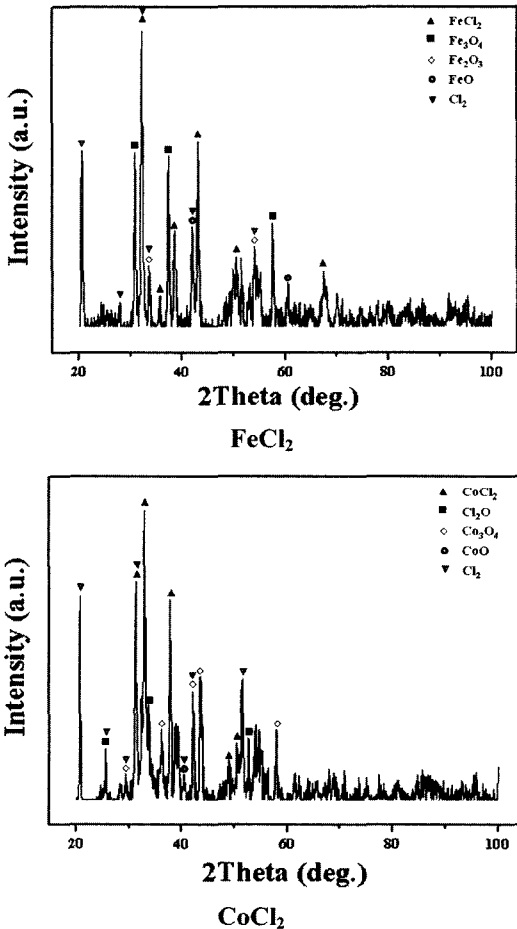 Intensity (a.u.)
▲ FeCl₂
■ Fe₃O₄
◇ Fe₂O₃
● FeO
▼ Cl₂
20 40 60 80 100
2Theta (deg.)
FeCl₂
Intensity (a.u.)
▲ CoCl₂
■ Cl₂O
◇ Co₃O₄
● CoO
▼ Cl₂
20 40 60 80 100
2Theta (deg.)
CoCl₂